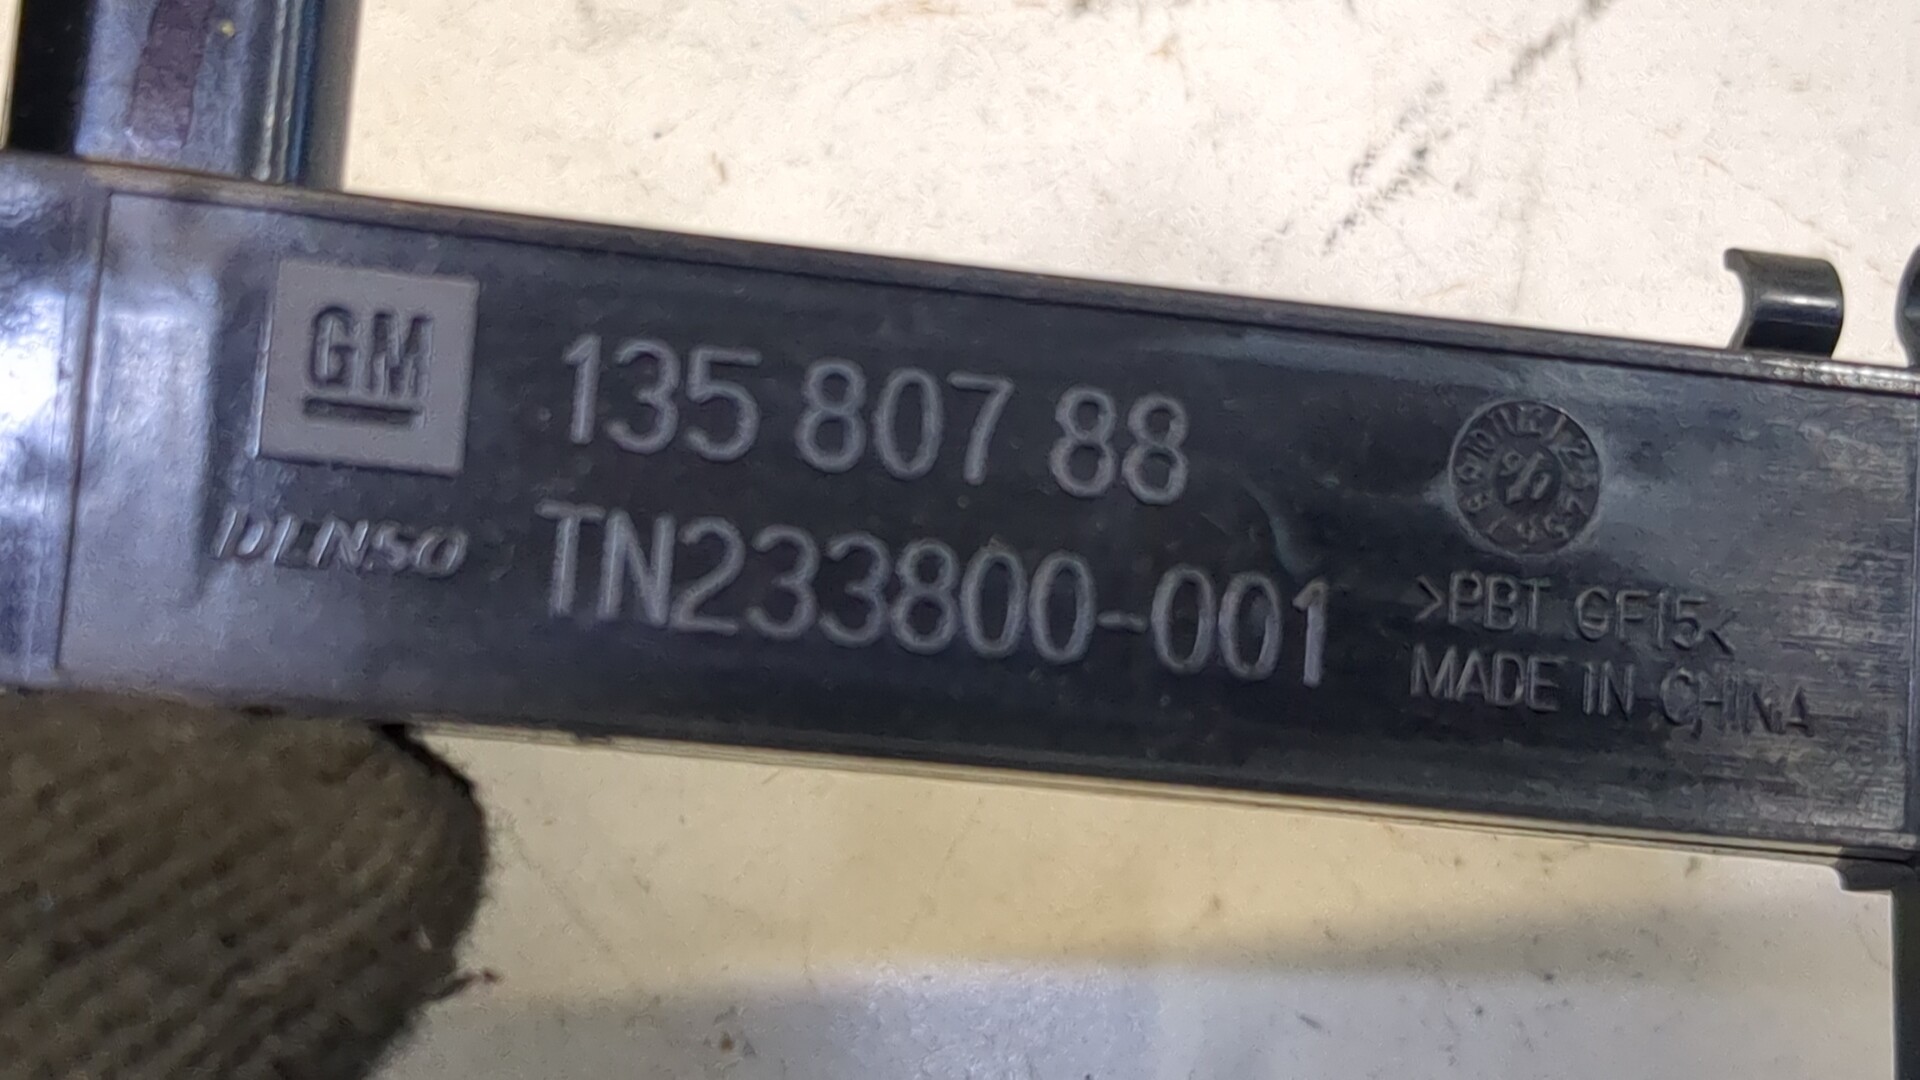 GM
135 807 88
DENSO
TN233800-001
>PBT GF15<
MADE IN CHINA